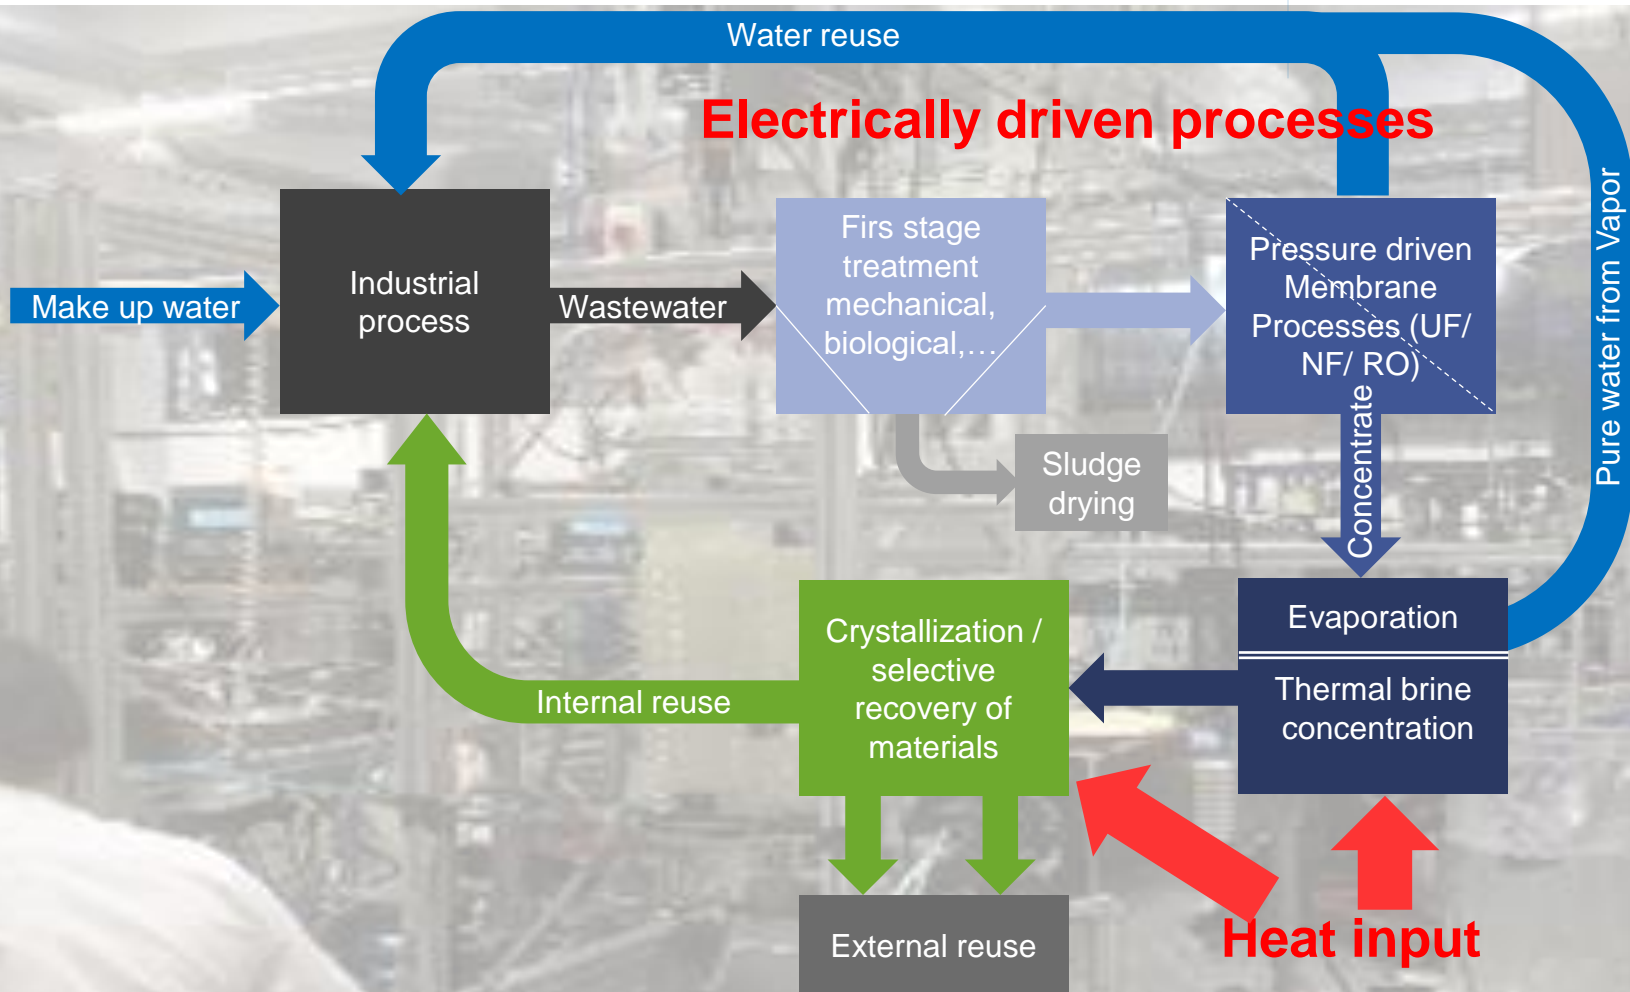 Water reuse
Electrically driven processes
Make up water
Industrial
process
Wastewater
Firs stage
treatment
mechanical,
biological,…
Pressure driven
Membrane
Processes (UF/
NF/ RO)
Pure water from Vapor
Concentrate
Sludge
drying
Evaporation
Thermal brine
concentration
Crystallization /
selective
recovery of
materials
Internal reuse
External reuse
Heat input